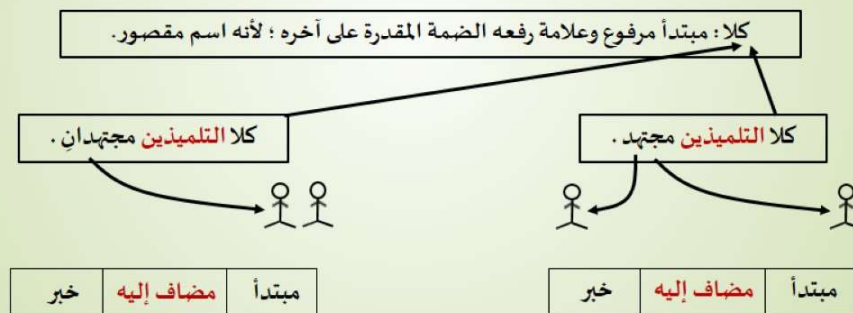 كلا : مبتدأ مرفوع وعلامة رفعه الضمة المقدرة على آخره ؛ لأنه اسم مقصور.
كلا التلميذين مجتهد .
كلا التلميذين مجتهدانِ .
مبتدأ مضاف إليه خبر
مبتدأ مضاف إليه خبر